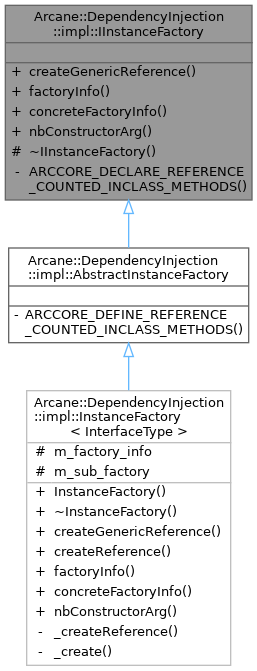 Arcane::DependencyInjection
::impl::IInstanceFactory
+ createGenericReference()
+ factoryInfo()
+ concreteFactoryInfo()
+ nbConstructorArg()
# ~IInstanceFactory()
- ARCCORE_DECLARE_REFERENCE
_COUNTED_INCLASS_METHODS()
Arcane::DependencyInjection
::impl::AbstractInstanceFactory
- ARCCORE_DEFINE_REFERENCE
_COUNTED_INCLASS_METHODS()
Arcane::DependencyInjection
::impl::InstanceFactory
< InterfaceType >
# m_factory_info
# m_sub_factory
+ InstanceFactory()
+ ~InstanceFactory()
+ createGenericReference()
+ createReference()
+ factoryInfo()
+ concreteFactoryInfo()
+ nbConstructorArg()
- _createReference()
- _create()